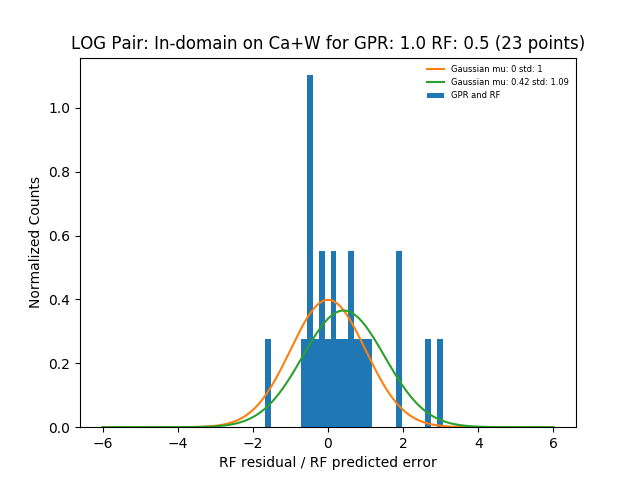 LOG Pair: In-domain on Ca+W for GPR: 1.0 RF: 0.5 (23 points)
Gaussian mu: 0 std: 1
Gaussian mu: 0.42 std: 1.09
GPR and RF
Normalized Counts
1.0
0.8
0.6
0.4
0.2
0.0
−6 −4 −2 0 2 4 6
RF residual / RF predicted error